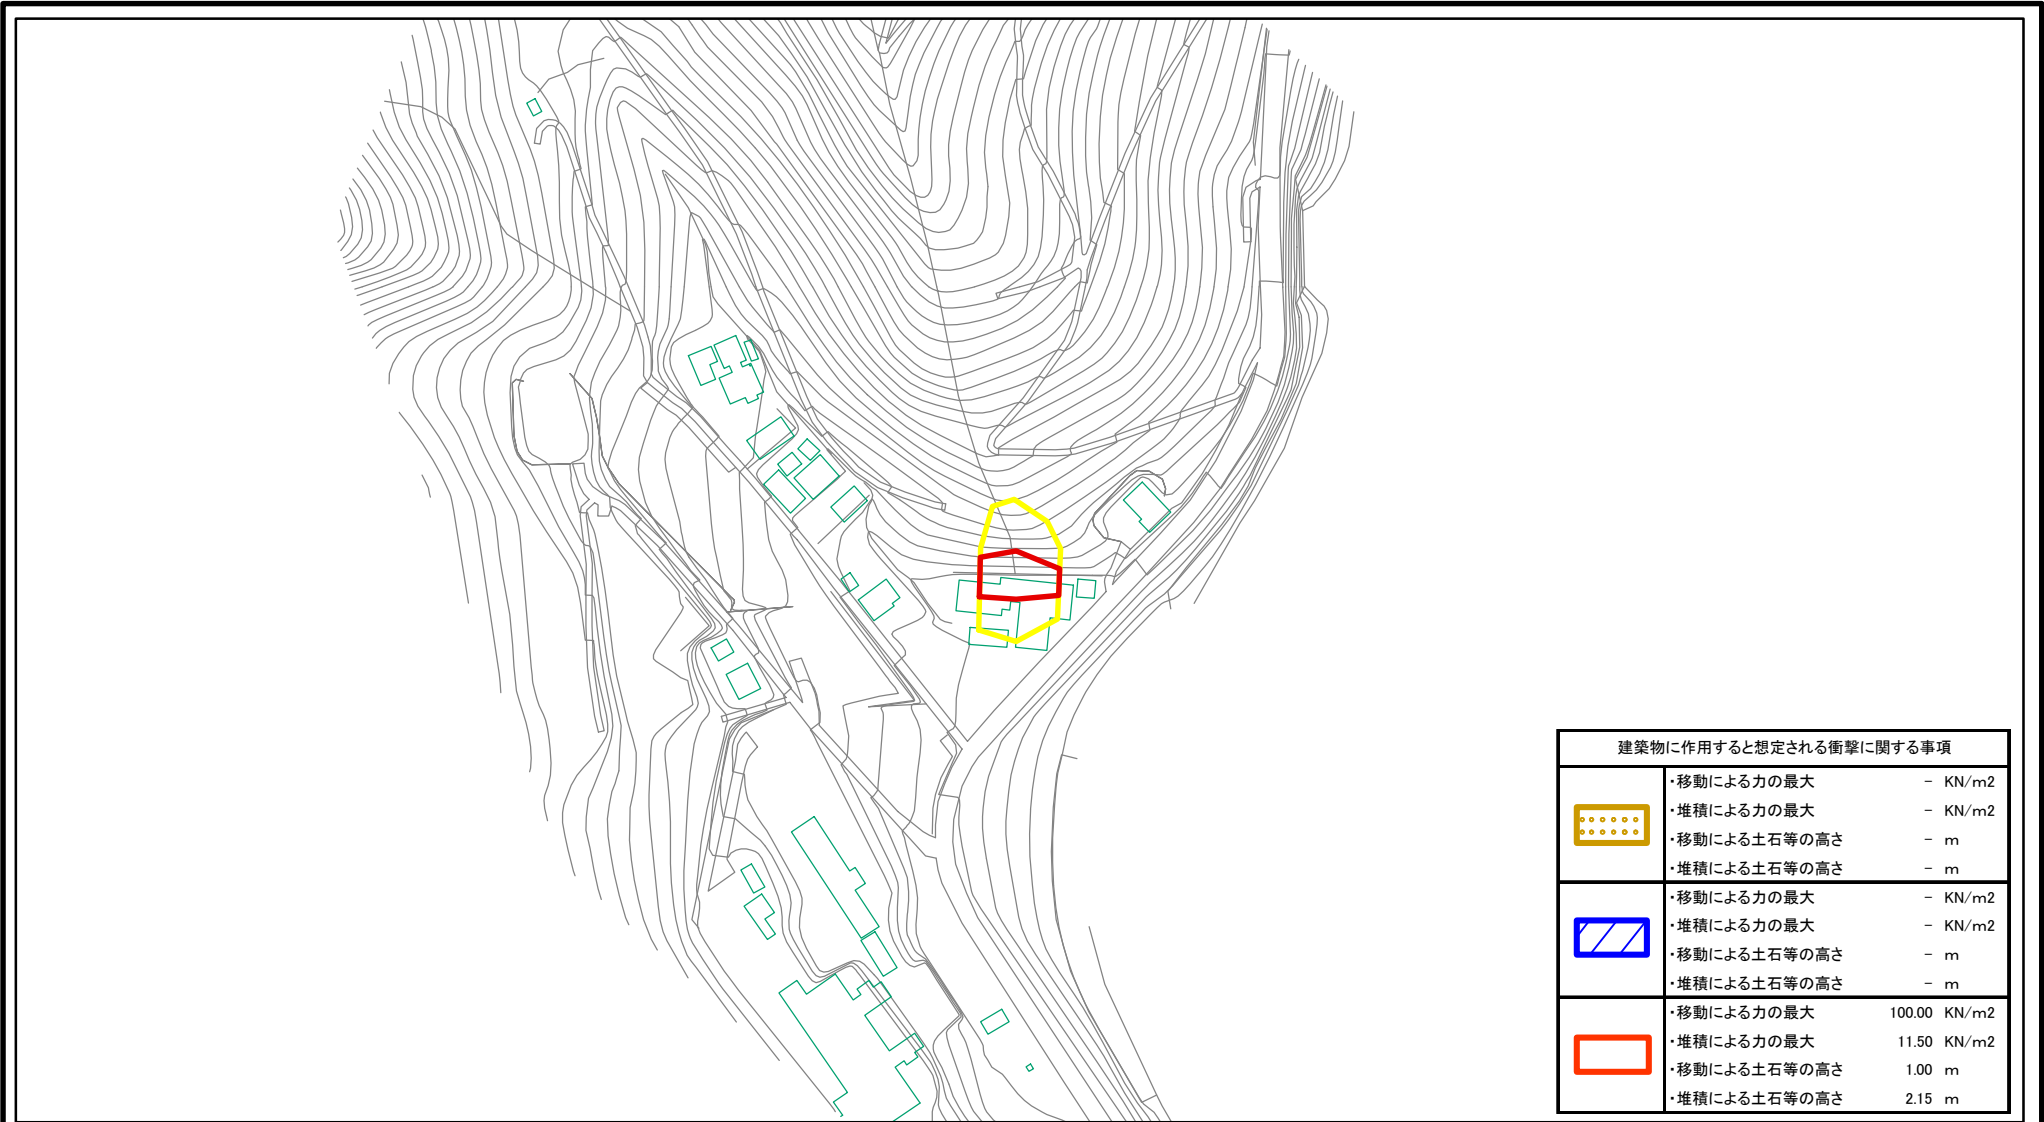 建築物に作用すると想定される衝撃に関する事項
・移動による力の最大 － KN/m2
・堆積による力の最大 － KN/m2
・移動による土石等の高さ － m
・堆積による土石等の高さ － m
・移動による力の最大 － KN/m2
・堆積による力の最大 － KN/m2
・移動による土石等の高さ － m
・堆積による土石等の高さ － m
・移動による力の最大 100.00 KN/m2
・堆積による力の最大 11.50 KN/m2
・移動による土石等の高さ 1.00 m
・堆積による土石等の高さ 2.15 m